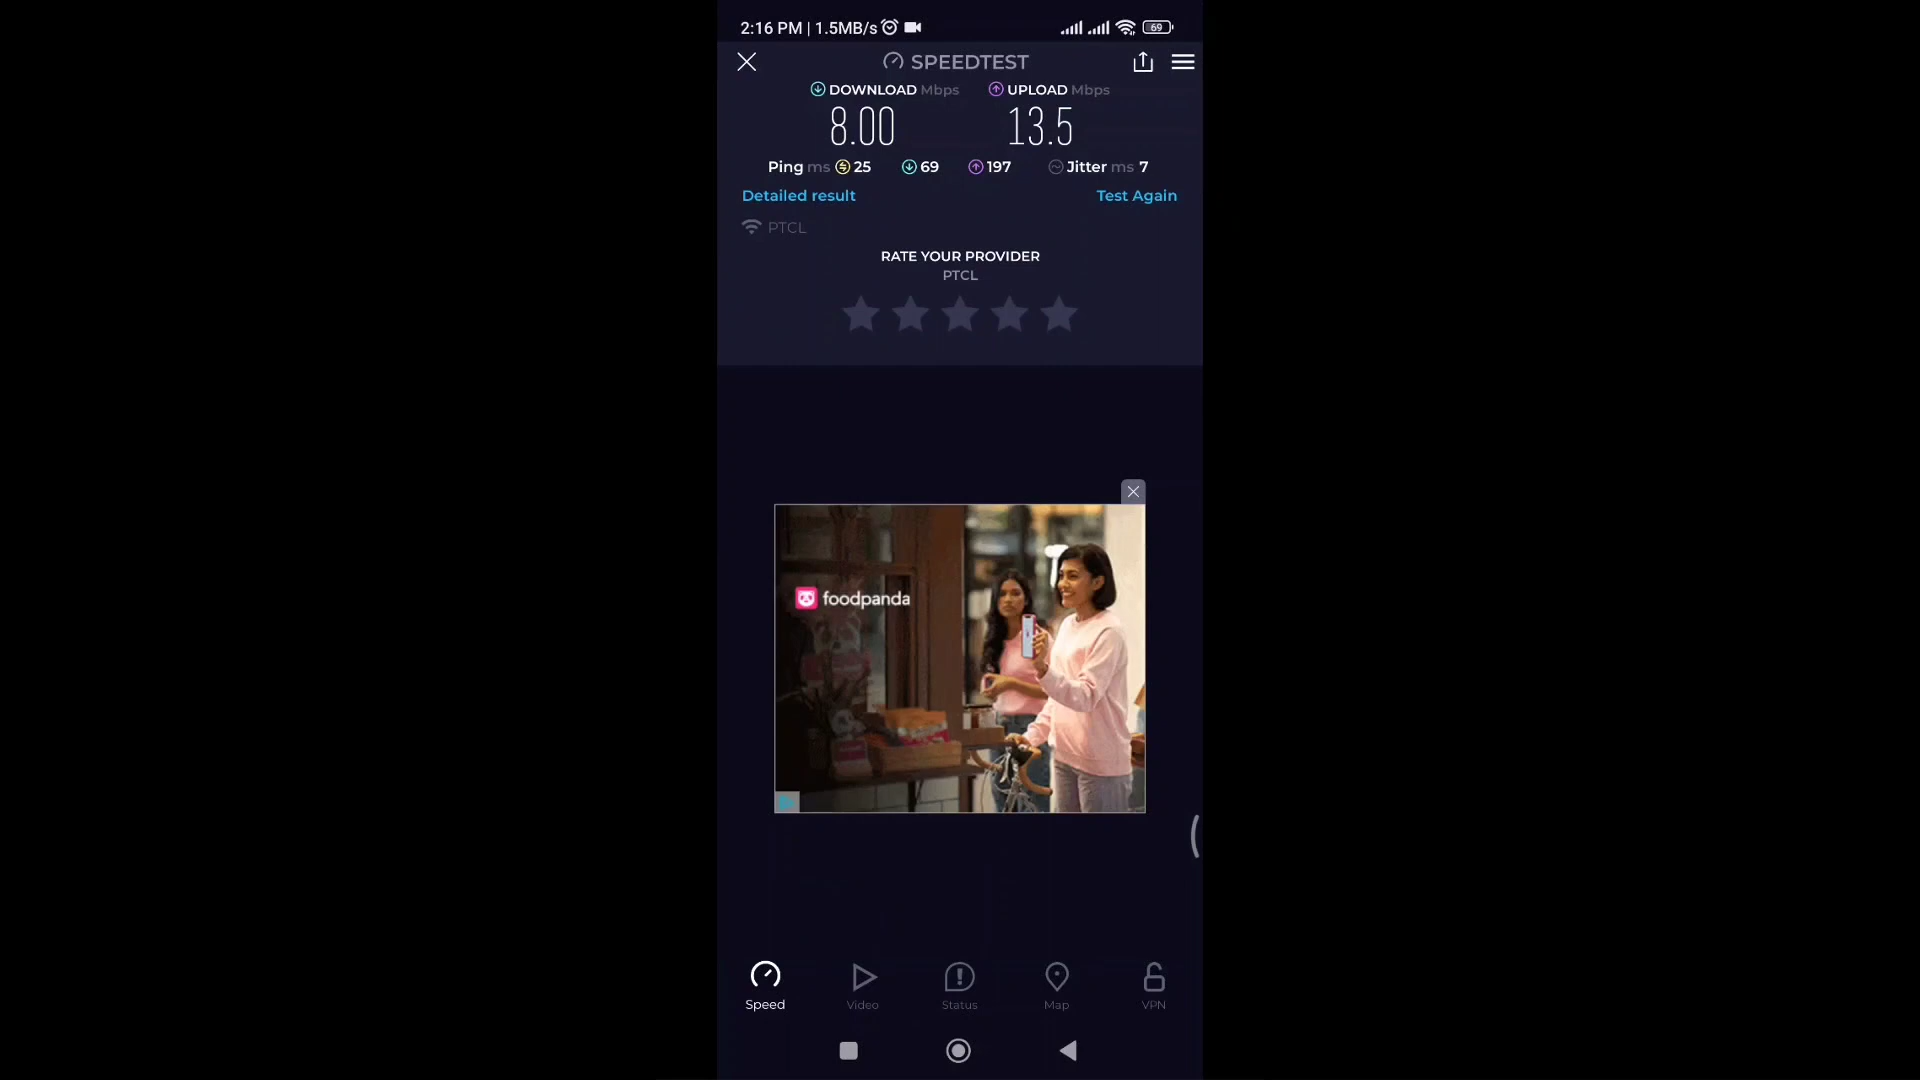 2:16 PM | 1.5MB/s 69
SPEEDTEST
DOWNLOAD Mbps UPLOAD Mbps
8.00 13.5
Ping ms 25 69 197 Jitter ms 7
Detailed result Test Again
PTCL
RATE YOUR PROVIDER
PTCL
foodpanda
Speed Video Status Map VPN